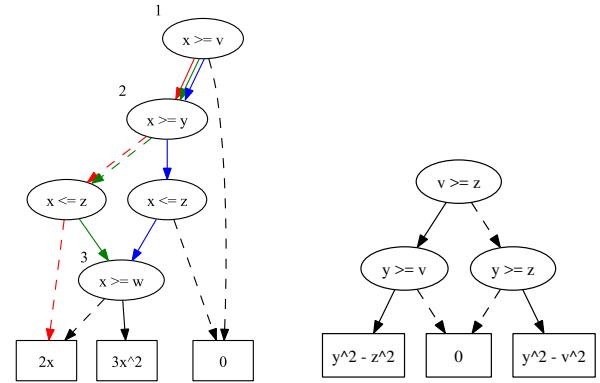 1
x >= v
2
x >= y
x <= z
x <= z
3
x >= w
2x
3x^2
0
v >= z
y >= v
y >= z
y^2 - z^2
0
y^2 - v^2